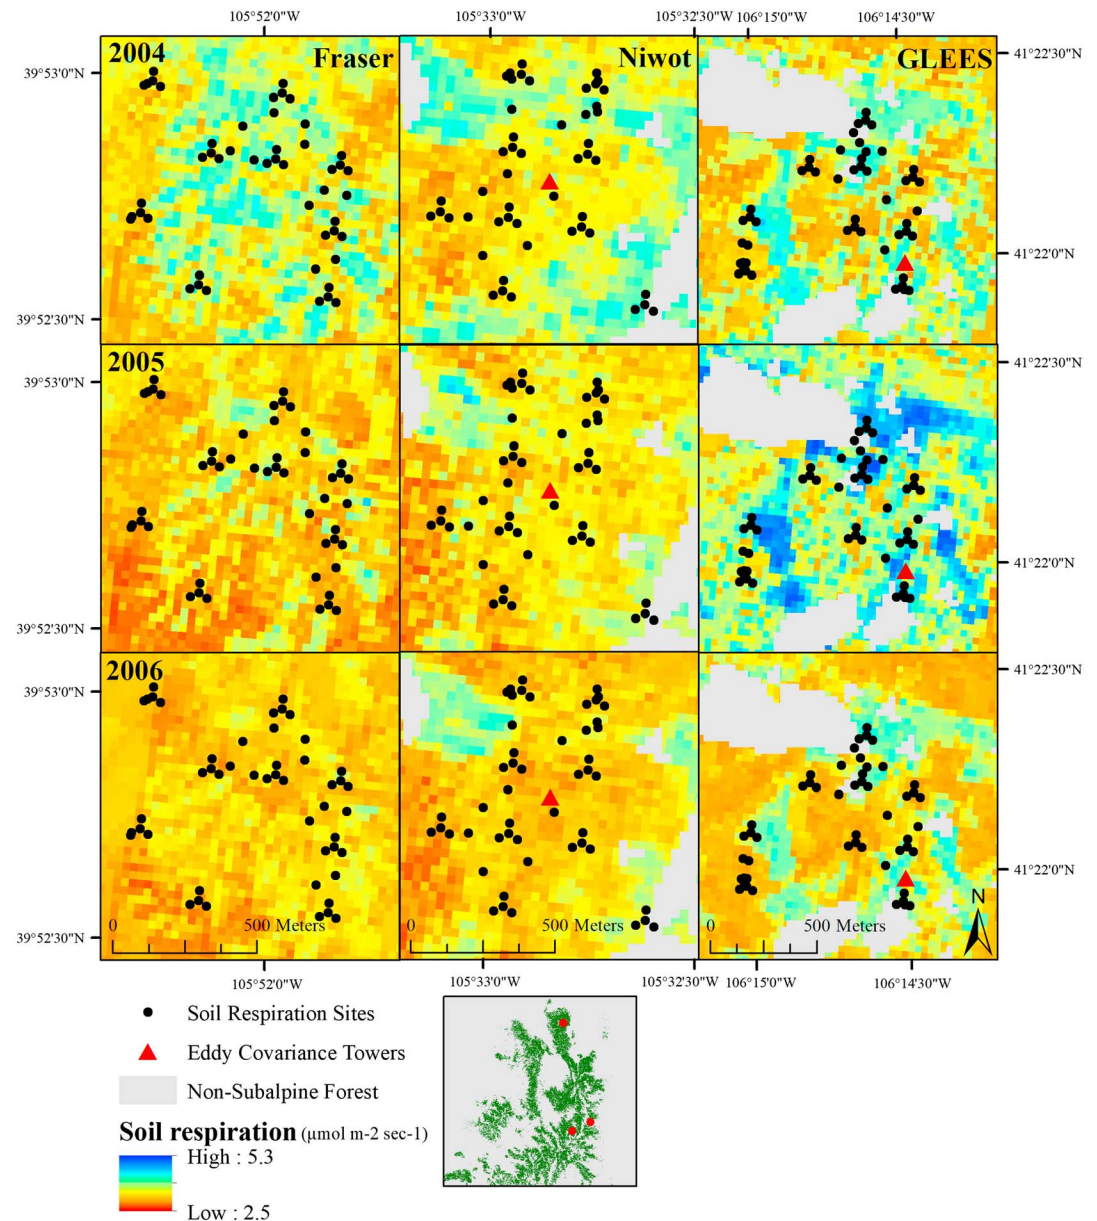 105°52'0"W 105°33'0"W 105°32'30"W 106°15'0"W 106°14'30"W
2004 Fraser Niwot GLEES
41°22'30"N
39°53'0"N
41°22'0"N
39°52'30"N
2005
41°22'30"N
39°53'0"N
41°22'0"N
39°52'30"N
2006
41°22'30"N
39°53'0"N
41°22'0"N
N
0 500 Meters 0 500 Meters 0 500 Meters
39°52'30"N
105°52'0"W 105°33'0"W 105°32'30"W 106°15'0"W 106°14'30"W
Soil Respiration Sites
Eddy Covariance Towers
Non-Subalpine Forest
Soil respiration (µmol m-2 sec-1)
High : 5.3
Low : 2.5